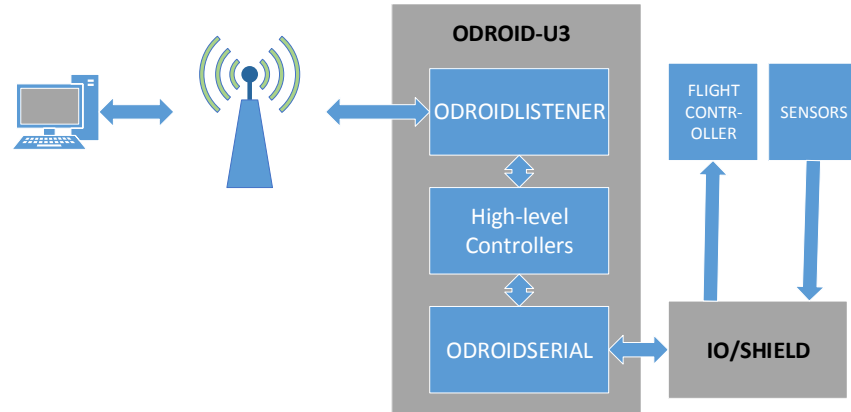 ODROID-U3
ODROIDLISTENER
High-level
Controllers
ODROIDSERIAL
FLIGHT
CONTR-
OLLER
SENSORS
IO/SHIELD